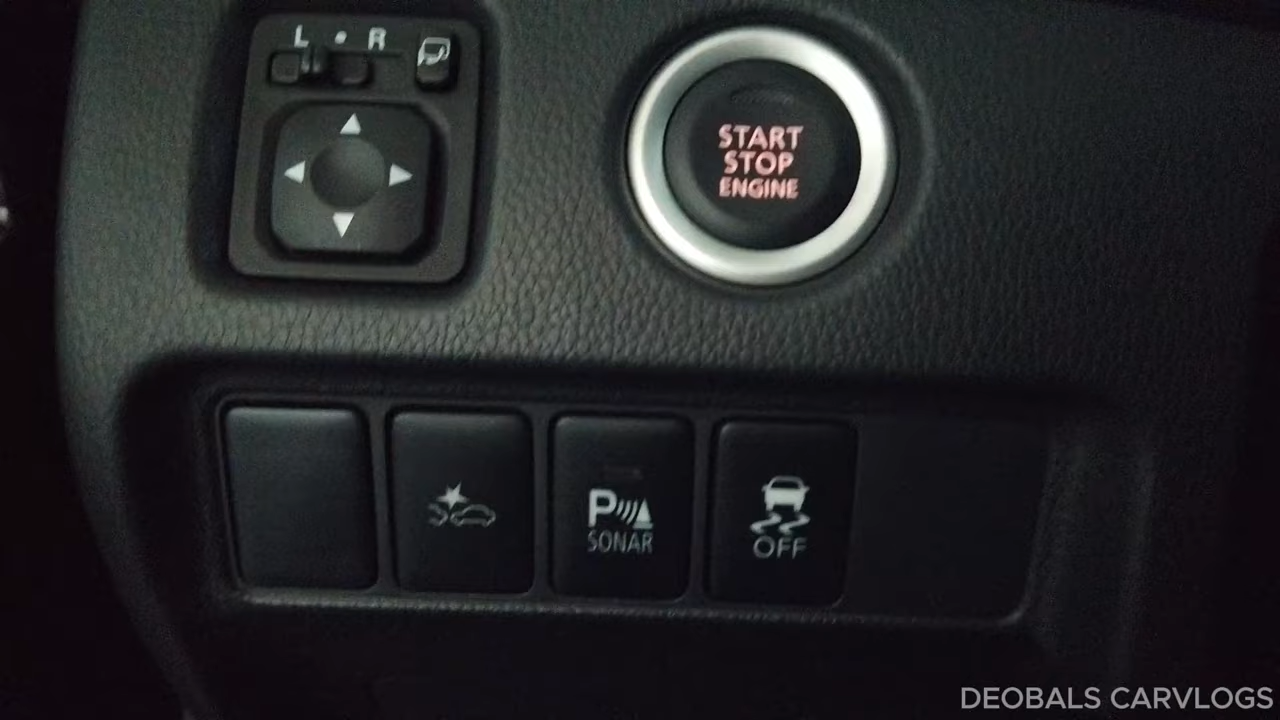 L • R
START
STOP
ENGINE
P
SONAR
OFF
DEOBALS CARVLOGS